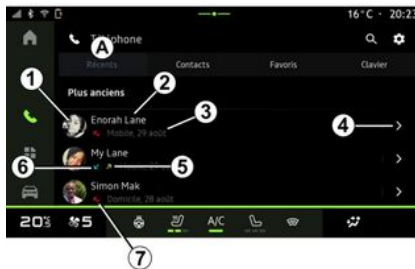 16°C · 20:23
Téléphone
A
Récents Contacts Favoris Clavier
Plus anciens
1
2
Enorah Lane
3
Mobile, 29 août
4
My Lane
6
5
Simon Mak
Domicile, 28 août
20 5 A/C
7